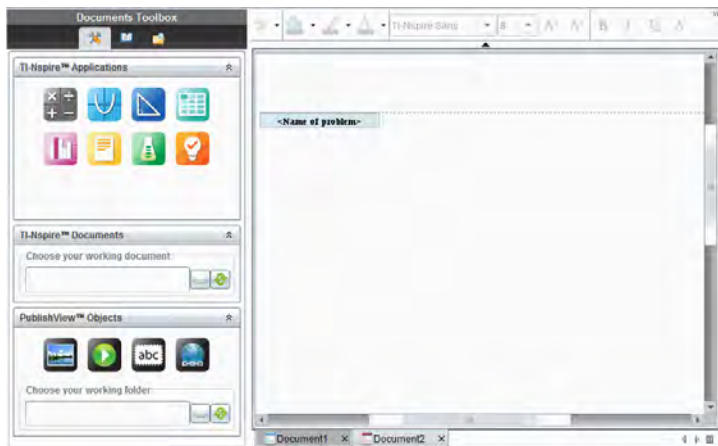 Documents Toolbox
TI-Nspire Sans
8
TI-Nspire™ Applications
<Name of problem>
TI-Nspire™ Documents
Choose your working document
PublishView™ Objects
abc
Choose your working folder
Document1
Document2